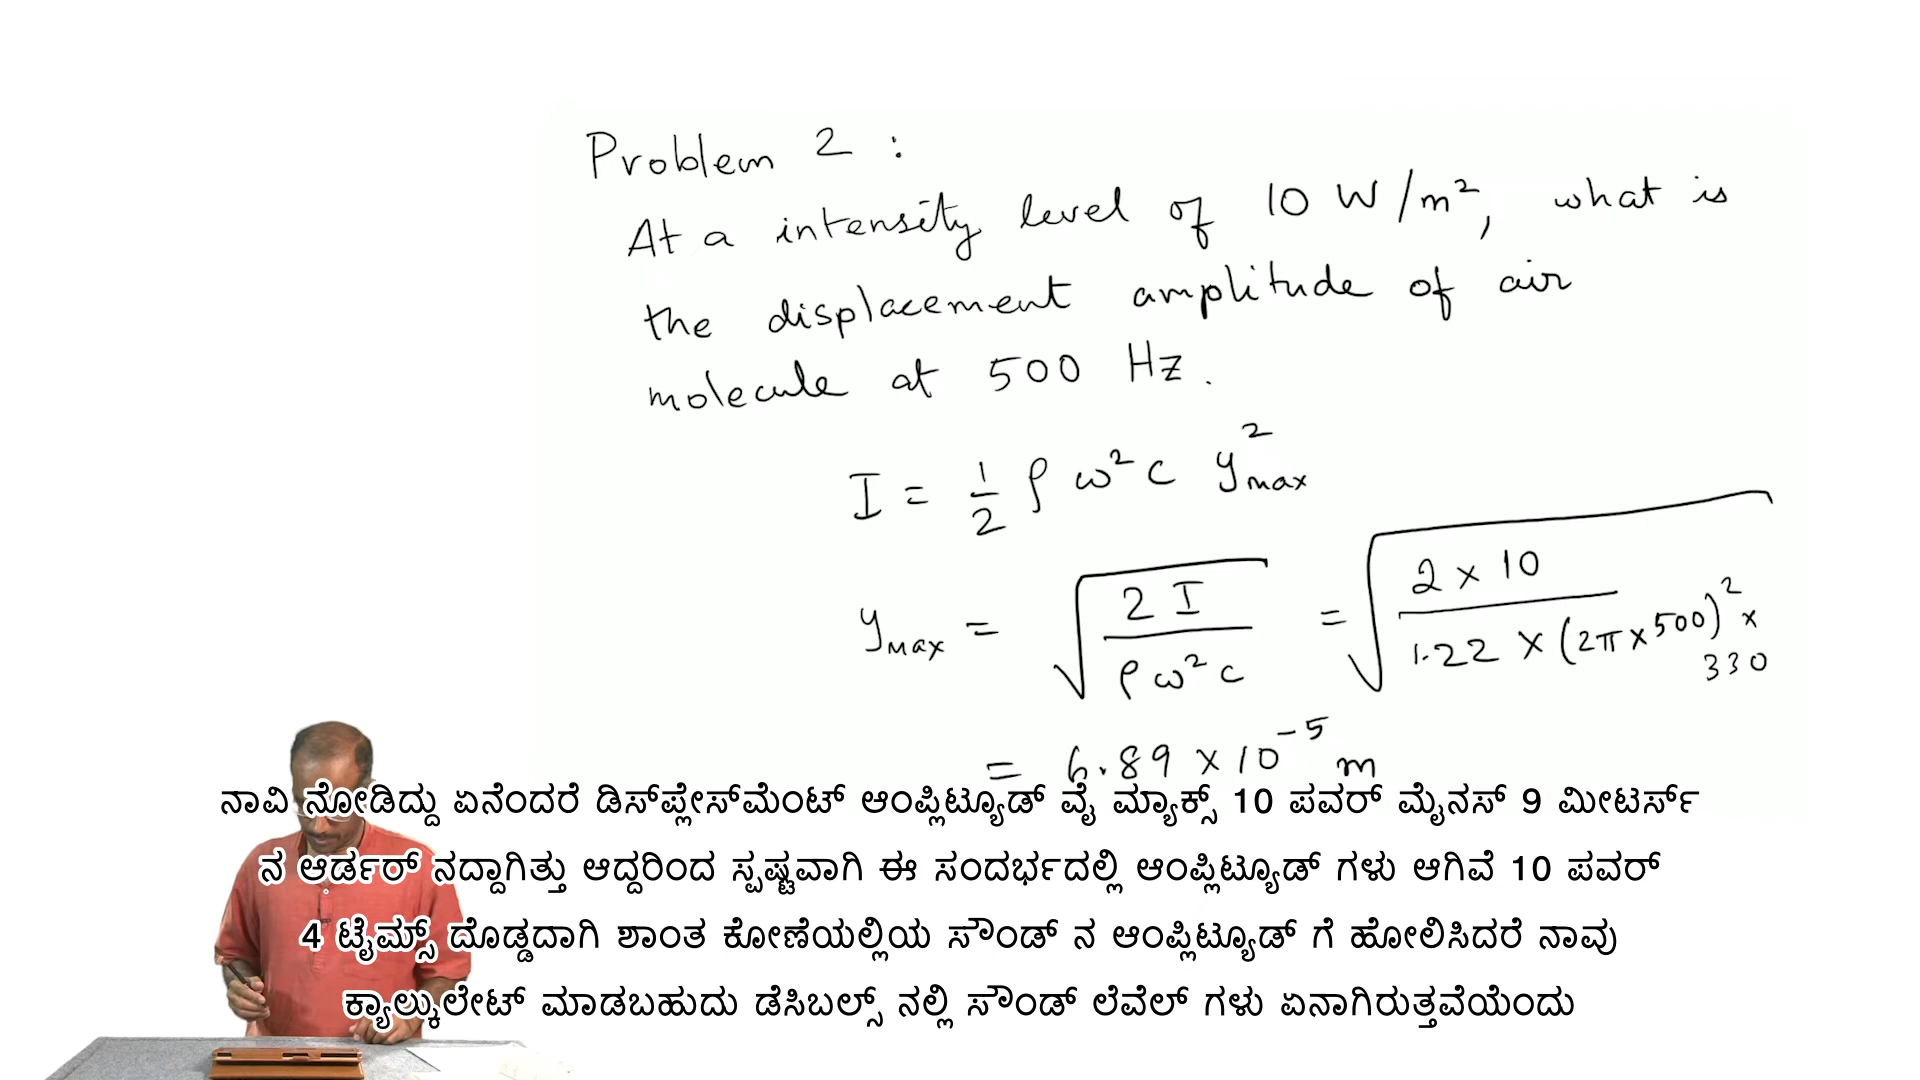 Problem 2 :
At a intensity level of 10 W/m², what is
the displacement amplitude of air
molecule at 500 Hz.
I = 1/2 ρ ω² c y²max
ymax = √(2 I / ρ ω² c) = √(2 × 10 / 1.22 × (2π × 500)² × 330)
= 6.89 × 10⁻⁵ m
ನಾವಿ ನೋಡಿದ್ದು ಏನೆಂದರೆ ಡಿಸ್‌ಪ್ಲೇಸ್‌ಮೆಂಟ್ ಆಂಪ್ಲಿಟ್ಯೂಡ್ ವೈ ಮ್ಯಾಕ್ಸ್ 10 ಪವರ್ ಮೈನಸ್ 9 ಮೀಟರ್ಸ್
ನ ಆರ್ಡರ್ ನದ್ದಾಗಿತ್ತು ಆದ್ದರಿಂದ ಸ್ಪಷ್ಟವಾಗಿ ಈ ಸಂದರ್ಭದಲ್ಲಿ ಆಂಪ್ಲಿಟ್ಯೂಡ್ ಗಳು ಆಗಿವೆ 10 ಪವರ್
4 ಟೈಮ್ಸ್ ದೊಡ್ಡದಾಗಿ ಶಾಂತ ಕೋಣೆಯಲ್ಲಿಯ ಸೌಂಡ್ ನ ಆಂಪ್ಲಿಟ್ಯೂಡ್ ಗೆ ಹೋಲಿಸಿದರೆ ನಾವು
ಕ್ಯಾಲ್ಕುಲೇಟ್ ಮಾಡಬಹುದು ಡೆಸಿಬಲ್ಸ್ ನಲ್ಲಿ ಸೌಂಡ್ ಲೆವೆಲ್ ಗಳು ಏನಾಗಿರುತ್ತವೆಯೆಂದು